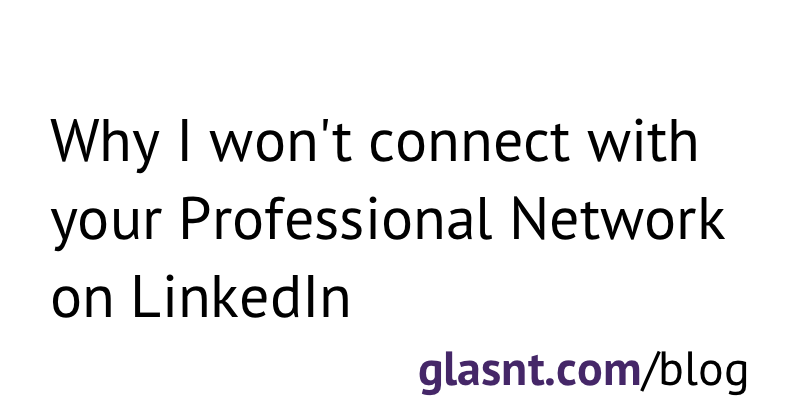 Why I won't connect with
your Professional Network
on LinkedIn
glasnt.com/blog